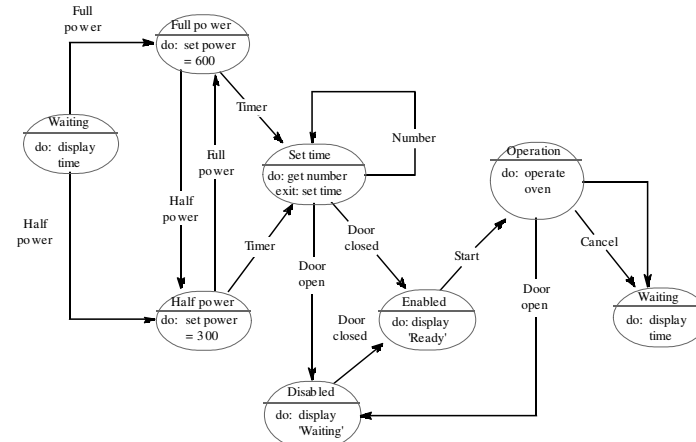 Full
power
Full power
do: set power
= 600
Timer
Waiting
do: display
time
Full
power
Set time
do: get number
exit: set time
Number
Operation
do: operate
oven
Half
power
Half
power
Timer
Door
open
Door
closed
Start
Cancel
Door
open
Half power
do: set power
= 300
Door
closed
Enabled
do: display
'Ready'
Waiting
do: display
time
Disabled
do: display
'Waiting'